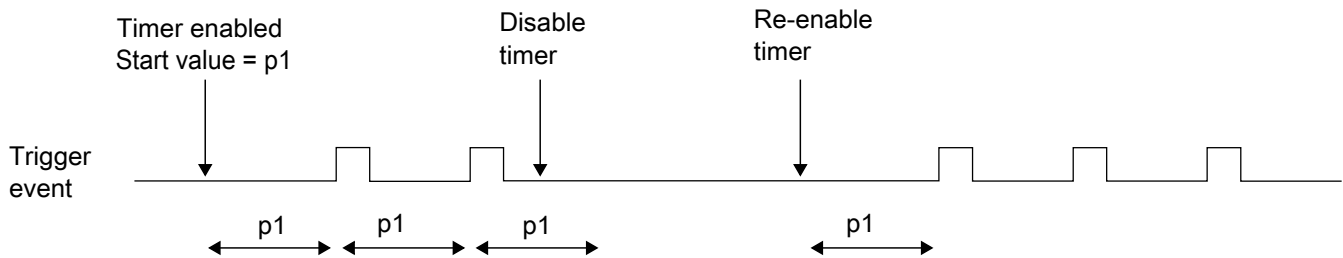 Timer enabled
Start value = p1
Disable
timer
Re-enable
timer
Trigger
event
p1
p1
p1
p1